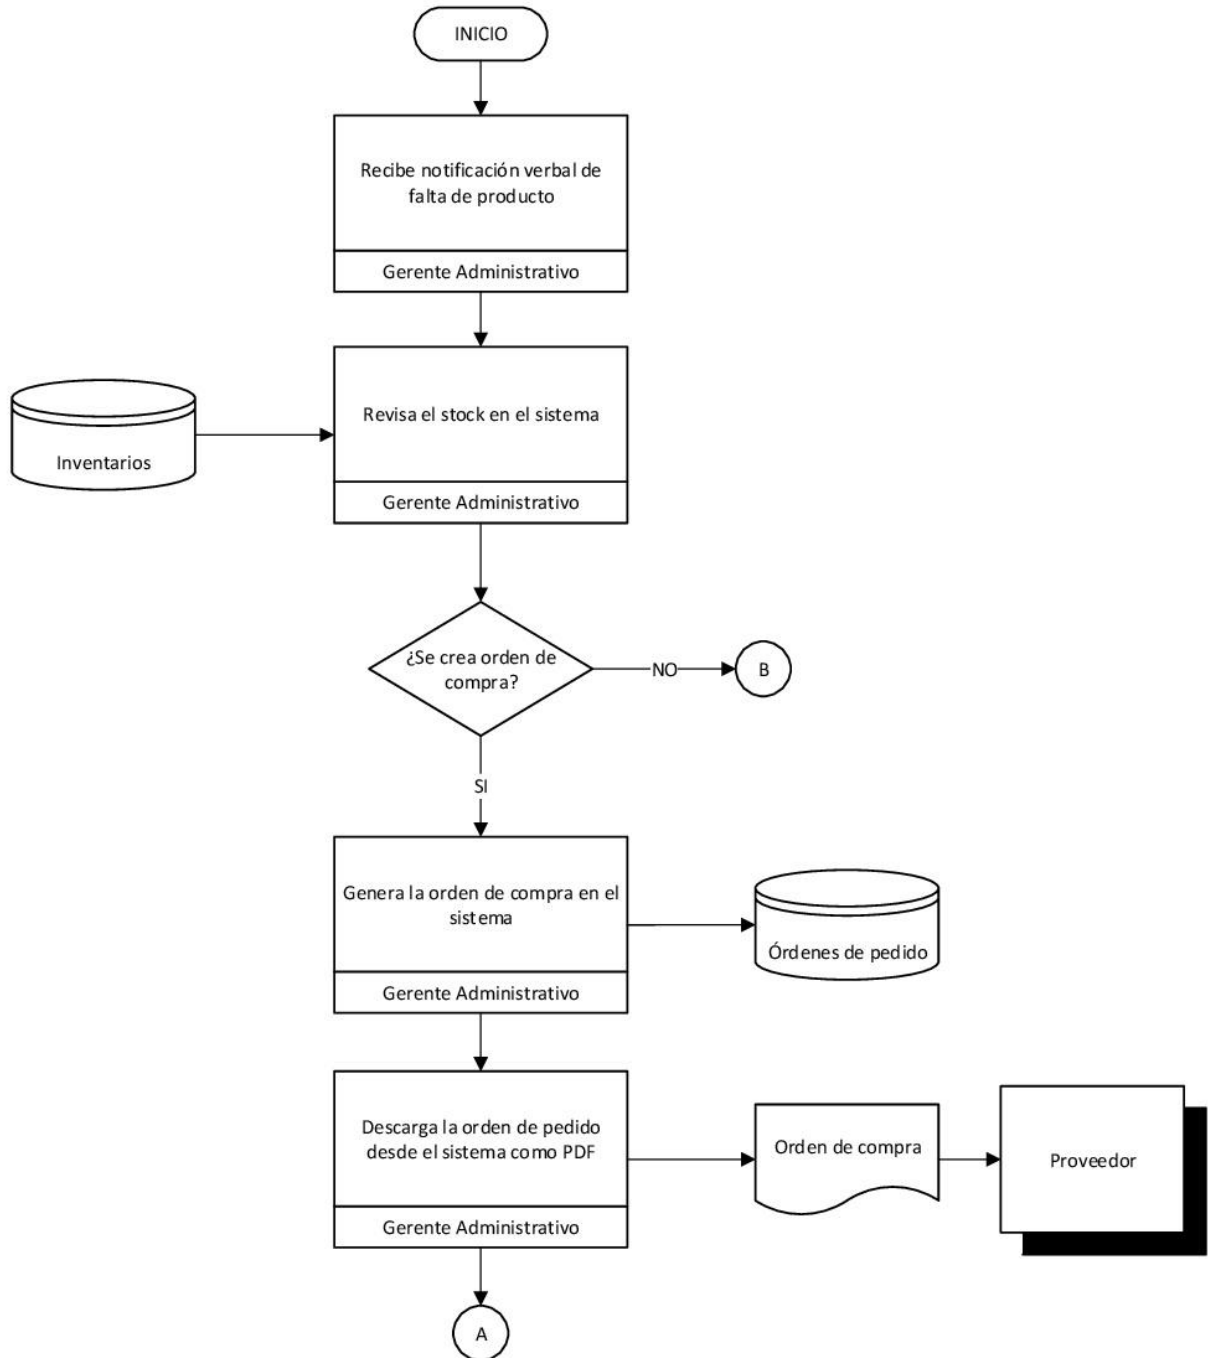 INICIO
Recibe notificación verbal de
falta de producto
Gerente Administrativo
Revisa el stock en el sistema
Inventarios
Gerente Administrativo
¿Se crea orden de
compra?
NO
B
SI
Genera la orden de compra en el
sistema
Órdenes de pedido
Gerente Administrativo
Descarga la orden de pedido
desde el sistema como PDF
Orden de compra
Proveedor
Gerente Administrativo
A